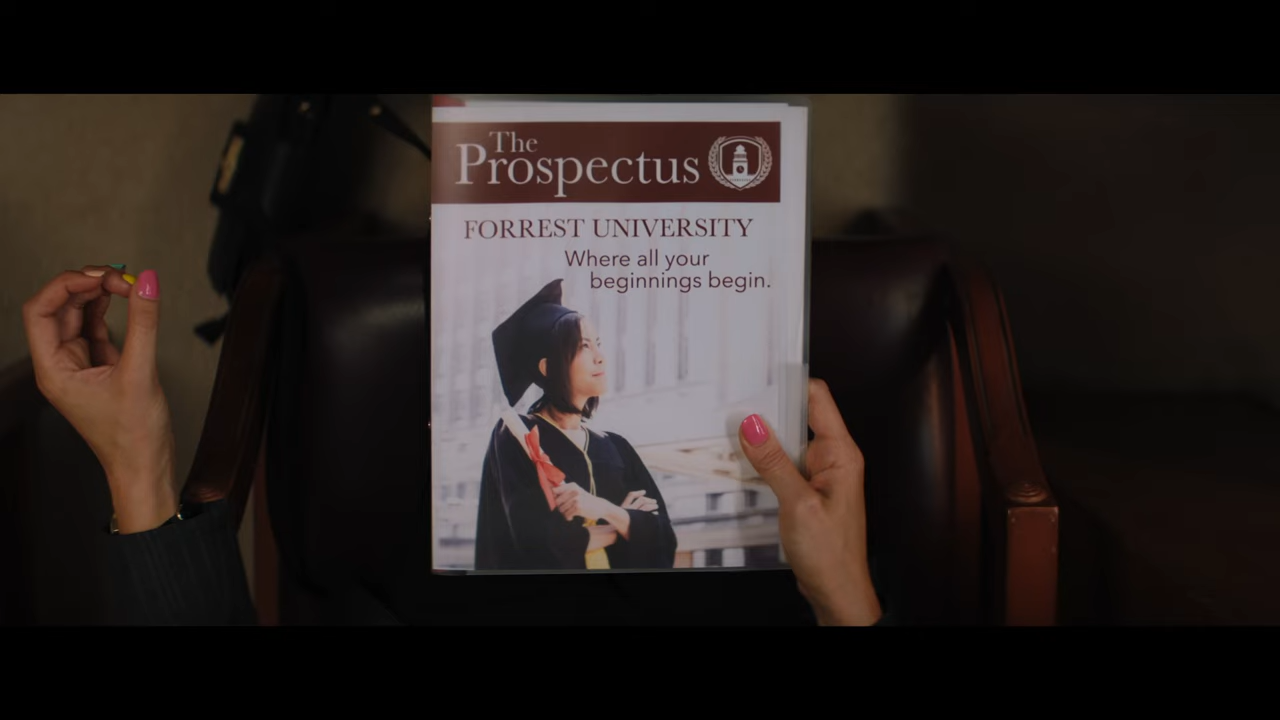 The
Prospectus
FORREST UNIVERSITY
Where all your
beginnings begin.